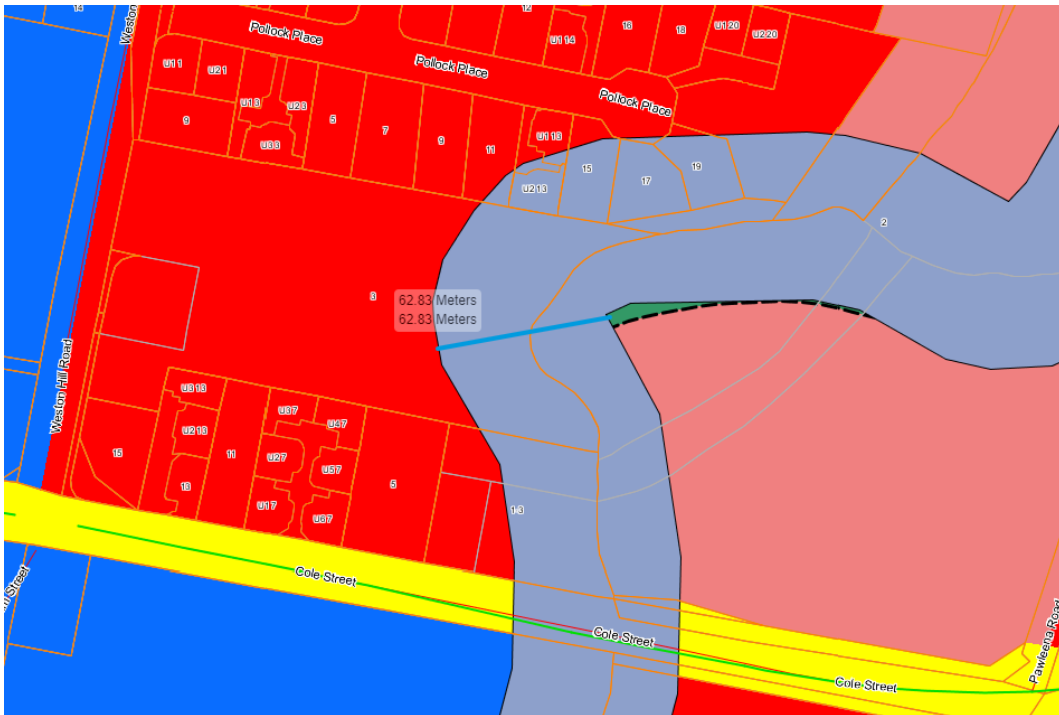 14
12
Weston
Pollock Place
16
18
U1 20
U2 20
U1 14
Pollock Place
U1 1
U2 1
Pollock Place
U1 3
U2 3
9
5
7
9
11
U1 13
U3 3
15
19
17
U2 13
2
3
62.83 Meters
62.83 Meters
Weston Hill Road
U3 13
U3 7
U4 7
U2 13
15
11
U2 7
U5 7
13
5
U1 7
U6 7
1-3
Cole Street
Street
Cole Street
Pawleena Road
Cole Street